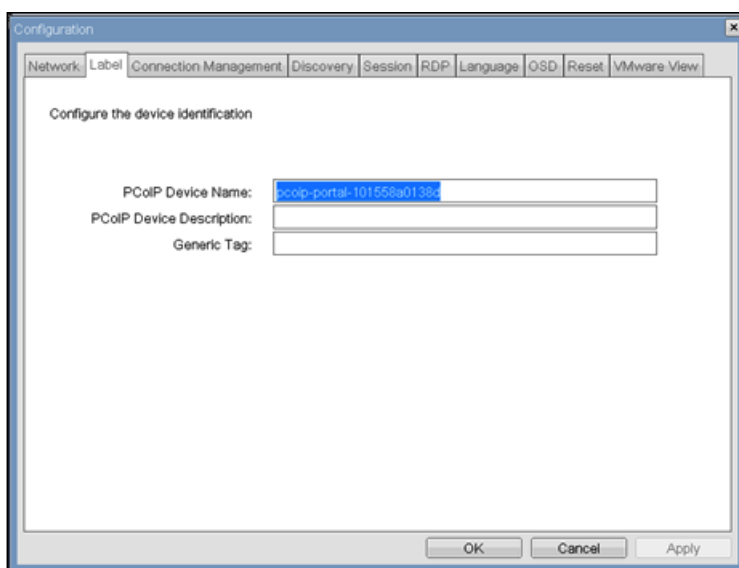 Configuration
Network Label Connection Management Discovery Session RDP Language OSD Reset VMware View
Configure the device identification
PCoIP Device Name: pcoip-portal-101558a0138d
PCoIP Device Description:
Generic Tag:
OK Cancel Apply